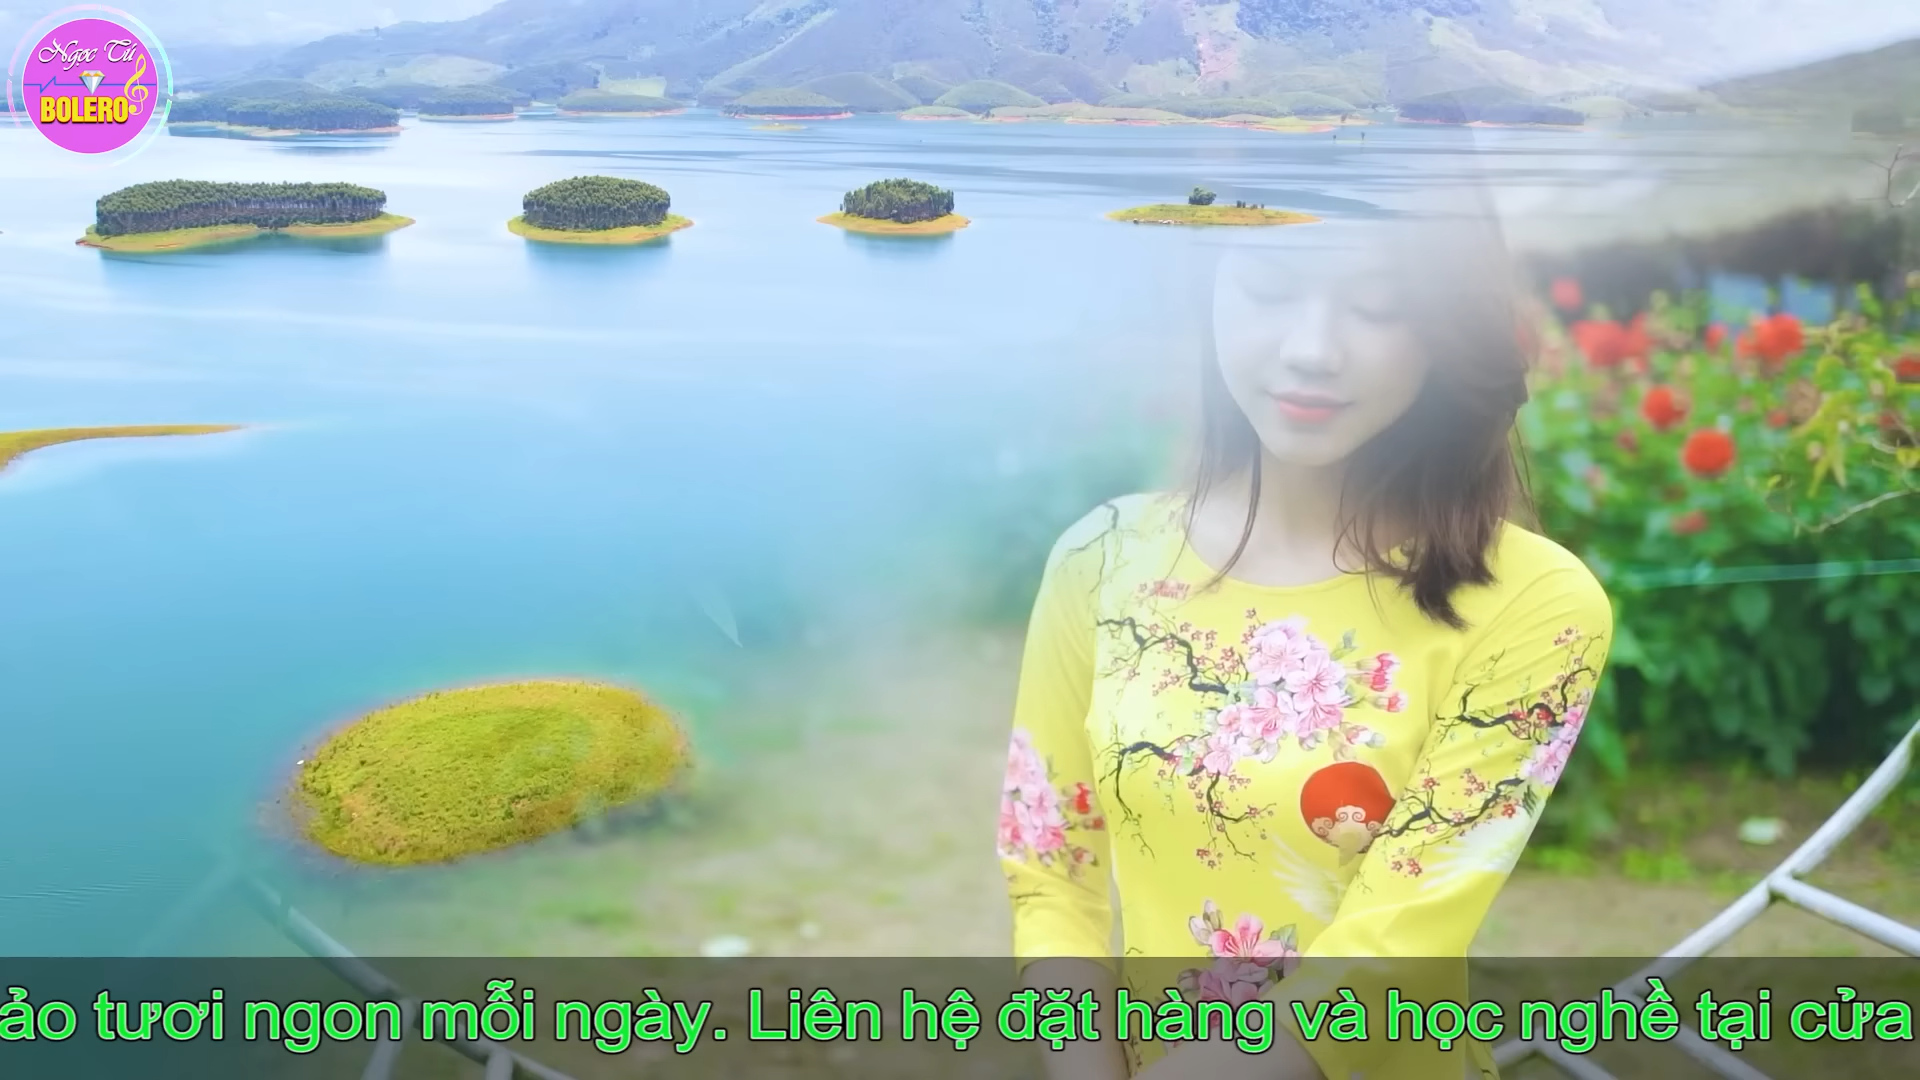 Ngọc Tú
BOLERO
ảo tươi ngon mỗi ngày. Liên hệ đặt hàng và học nghề tại cửa